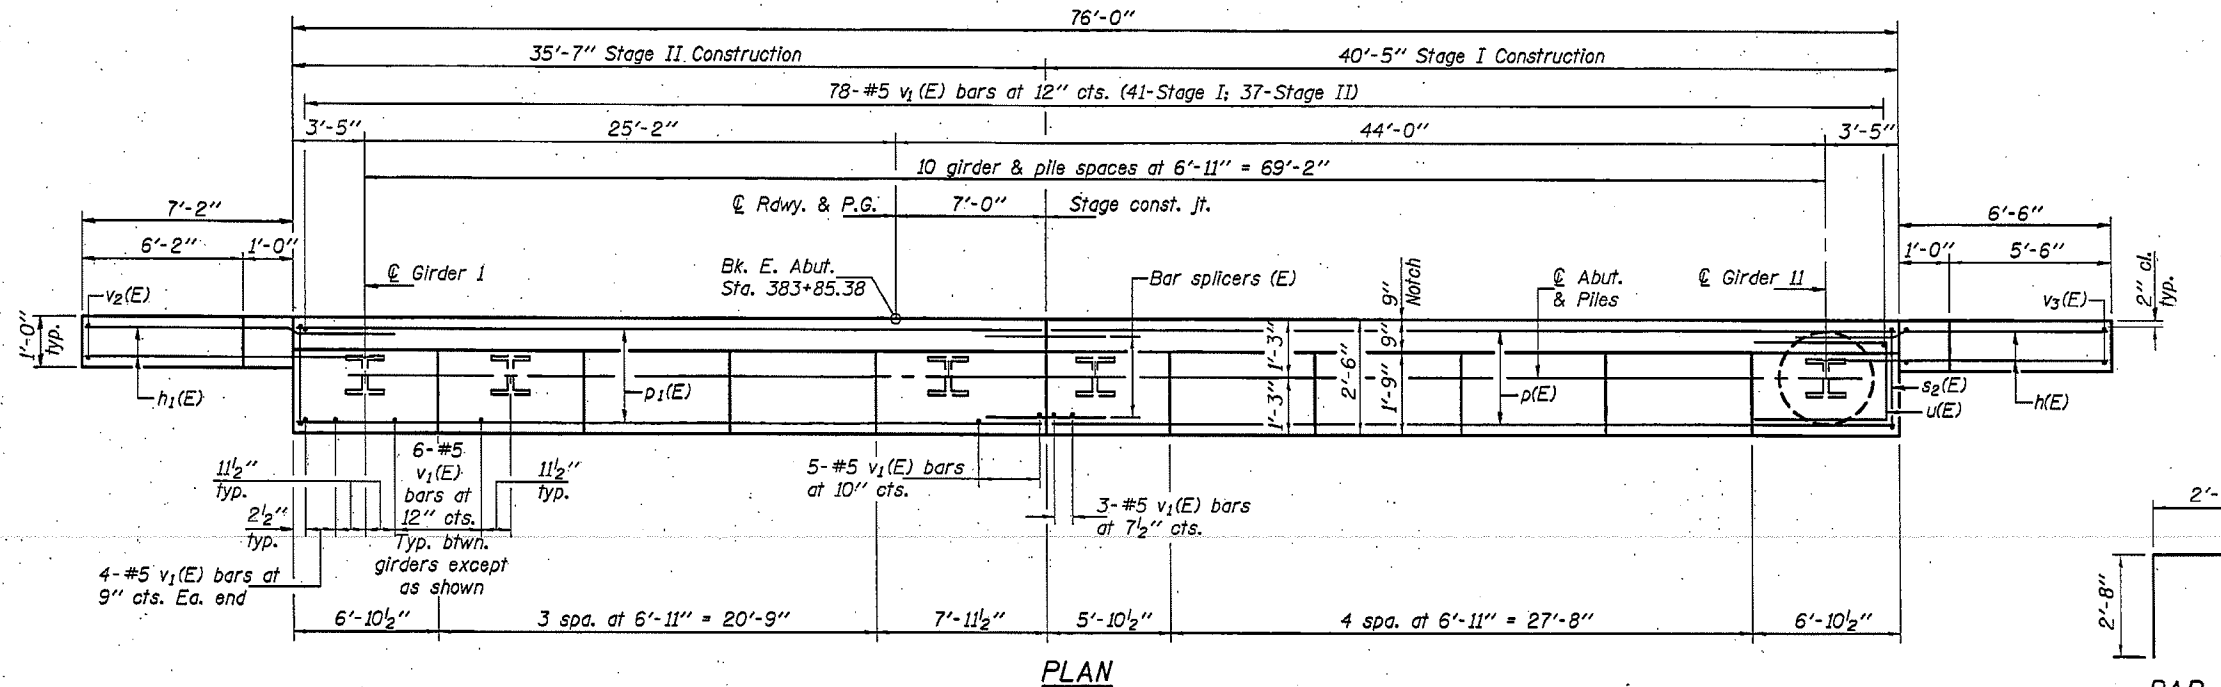 76'-0"
35'-7" Stage II Construction
40'-5" Stage I Construction
78-#5 v₁(E) bars at 12" cts. (41-Stage I; 37-Stage II)
3'-5"
25'-2"
44'-0"
3'-5"
10 girder & pile spaces at 6'-11" = 69'-2"
7'-2"
℄ Rdwy. & P.G.
7'-0"
Stage const. jt.
6'-6"
6'-2"
1'-0"
1'-0"
5'-6"
℄ Girder 1
Bk. E. Abut.
Sta. 383+85.38
Bar splicers (E)
9"
Notch
℄ Abut.
& Piles
℄ Girder 11
2" cl.
typ.
v₂(E)
v₃(E)
1'-0"
typ.
h₁(E)
p₁(E)
1'-3"
1'-3"
2'-6"
9"
1'-9"
p(E)
s₂(E)
u(E)
h(E)
11½"
typ.
6-#5
v₁(E)
bars at
12" cts.
Typ. btwn.
girders except
as shown
11½"
typ.
2½"
typ.
5-#5 v₁(E) bars
at 10" cts.
3-#5 v₁(E) bars
at 7½" cts.
4-#5 v₁(E) bars at
9" cts. Ea. end
6'-10½"
3 spa. at 6'-11" = 20'-9"
7'-11½"
5'-10½"
4 spa. at 6'-11" = 27'-8"
6'-10½"
PLAN
2'-
2'-8"
BAR